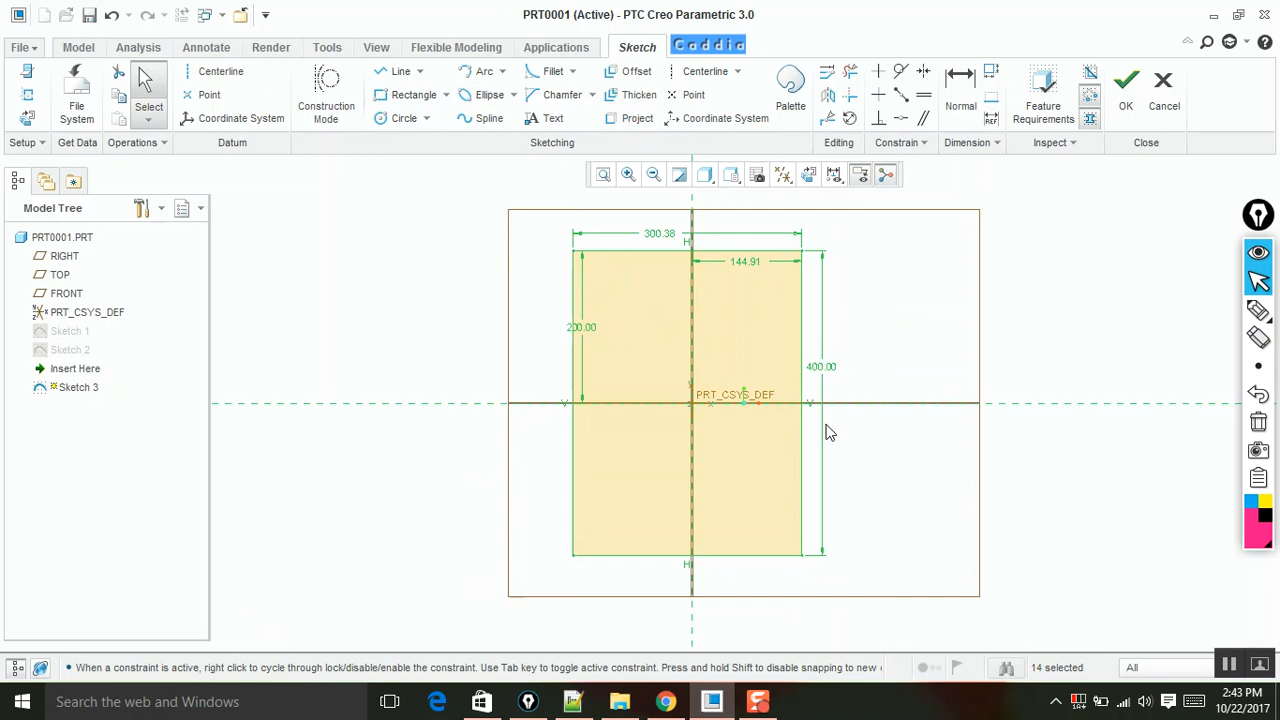 PRT0001 (Active) - PTC Creo Parametric 3.0
File Model Analysis Annotate Render Tools View Flexible Modeling Applications Sketch Caddia
Centerline Line Arc Fillet Offset Centerline
Point Rectangle Ellipse Chamfer Thicken Point
Coordinate System Circle Spline Text Project Coordinate System
File System Select Construction Mode Palette Normal Feature Requirements OK Cancel
Setup Get Data Operations Datum Sketching Editing Constrain Dimension Inspect Close
Model Tree
PRT0001.PRT
RIGHT
TOP
FRONT
PRT_CSYS_DEF
Sketch 1
Sketch 2
Insert Here
Sketch 3
300.38
H
144.91
200.00
400.00
y
PRT_CSYS_DEF
V
x
V
H
When a constraint is active, right click to cycle through lock/disable/enable the constraint. Use Tab key to toggle active constraint. Press and hold Shift to disable snapping to new
14 selected
All
Search the web and Windows
2:43 PM
10/22/2017